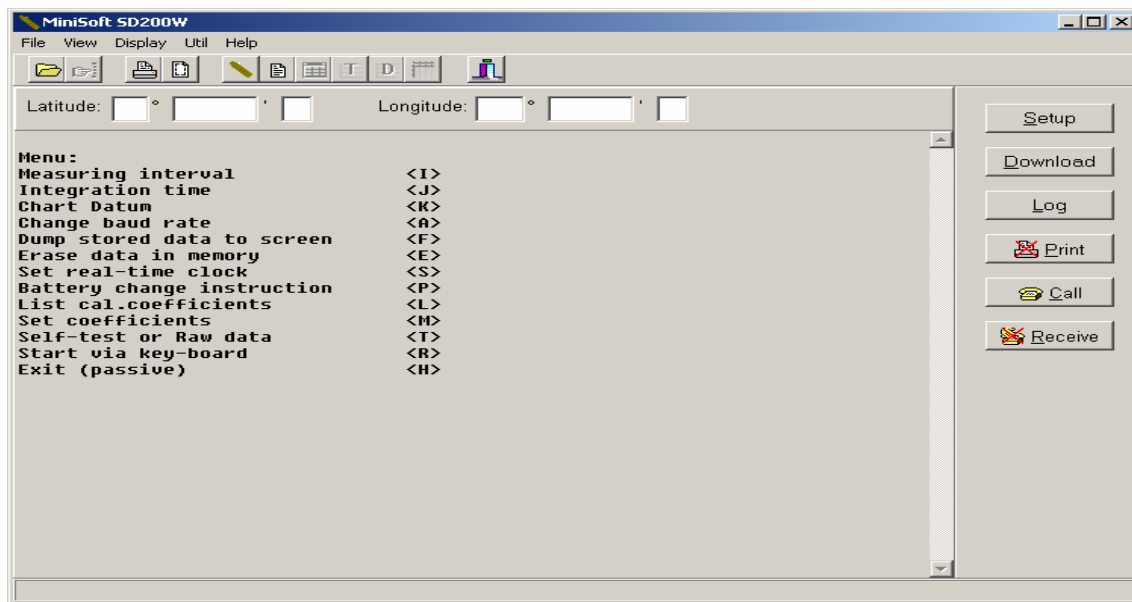 MiniSoft SD200W
File View Display Util Help
T D
Latitude: ° ' Longitude: ° '
Setup
Download
Log
Print
Call
Receive
Menu:
Measuring interval <I>
Integration time <J>
Chart Datum <K>
Change baud rate <A>
Dump stored data to screen <F>
Erase data in memory <E>
Set real-time clock <S>
Battery change instruction <P>
List cal.coefficients <L>
Set coefficients <M>
Self-test or Raw data <T>
Start via key-board <R>
Exit (passive) <H>